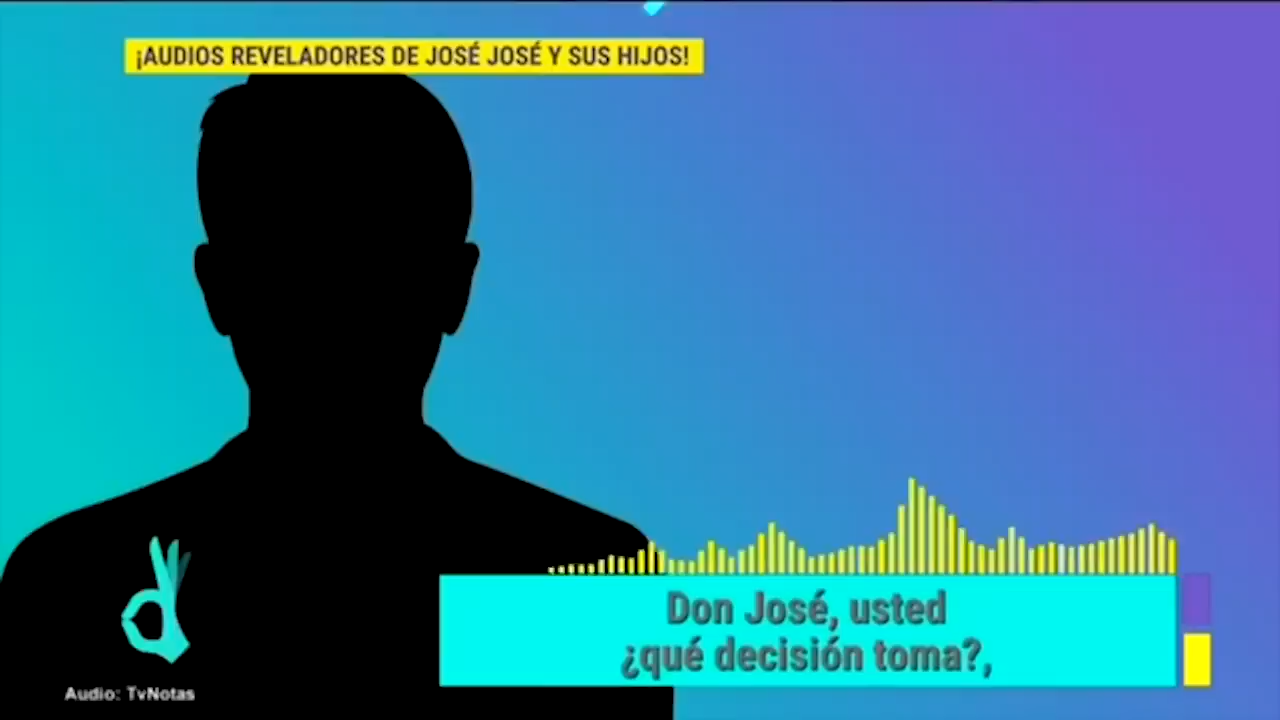 ¡AUDIOS REVELADORES DE JOSÉ JOSÉ Y SUS HIJOS!
Don José, usted
¿qué decisión toma?,
Audio: TvNotas